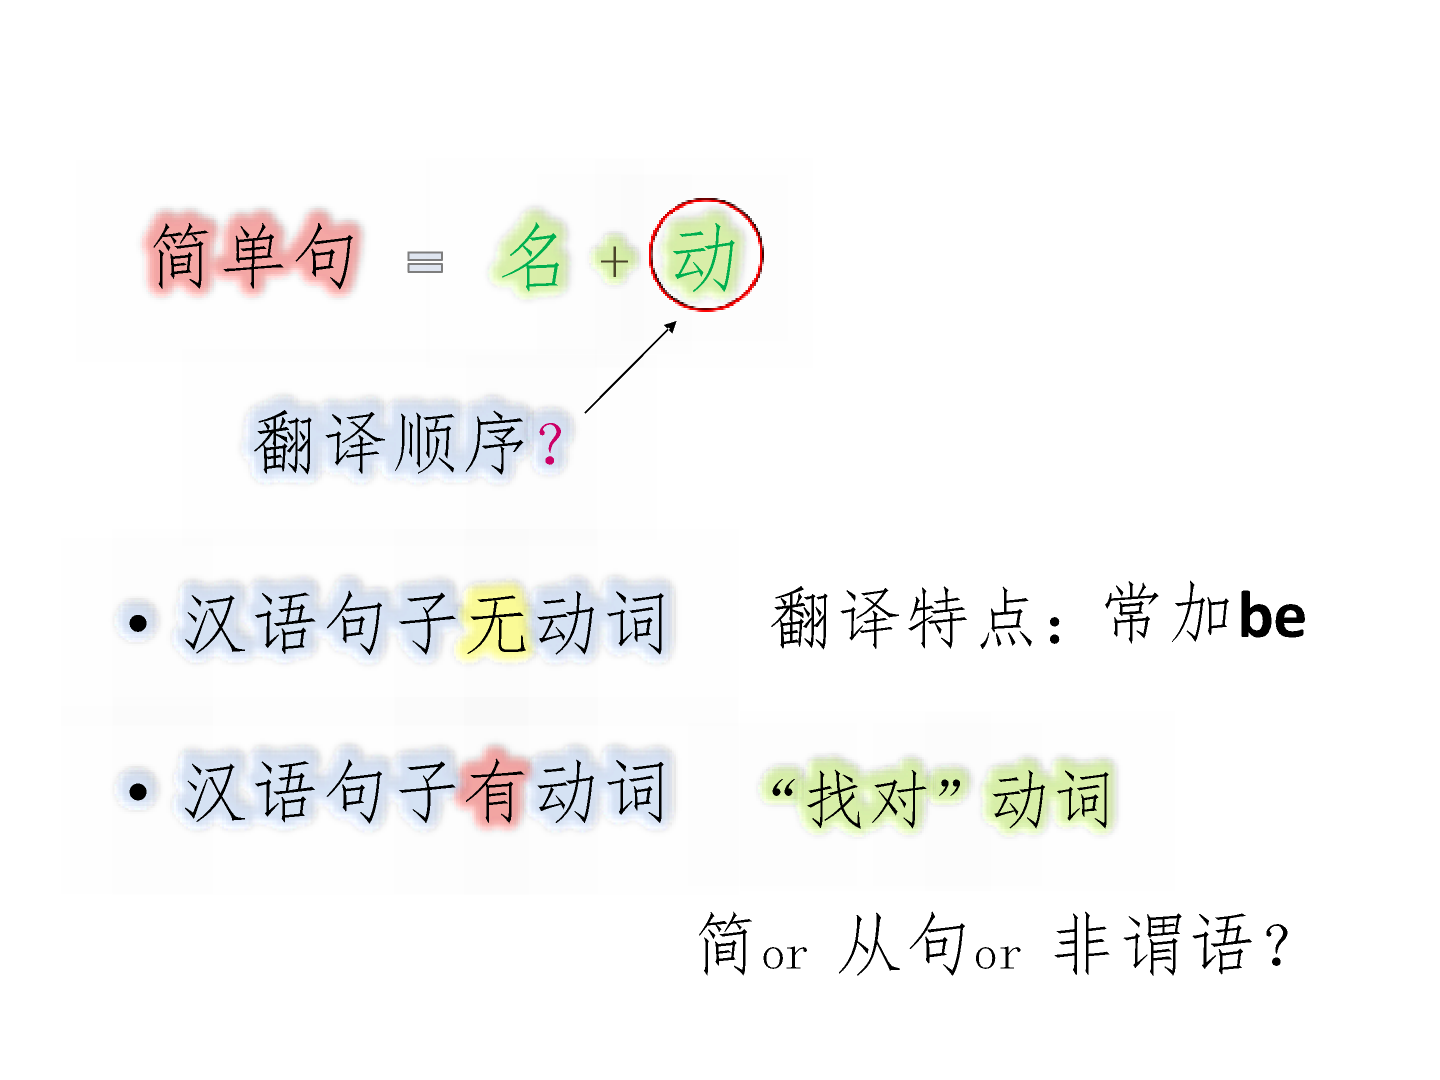 简单句 = 名 + 动
翻译顺序？
• 汉语句子无动词 翻译特点：常加be
• 汉语句子有动词 “找对”动词
简or 从句or 非谓语？